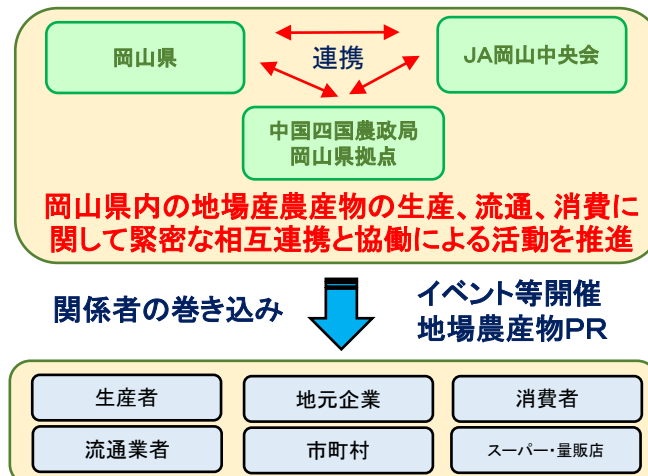 岡山県
連携
JA岡山中央会
中国四国農政局
岡山県拠点
岡山県内の地場産農産物の生産、流通、消費に
関して緊密な相互連携と協働による活動を推進
関係者の巻き込み
イベント等開催
地場農産物PR
生産者
地元企業
消費者
流通業者
市町村
スーパー・量販店